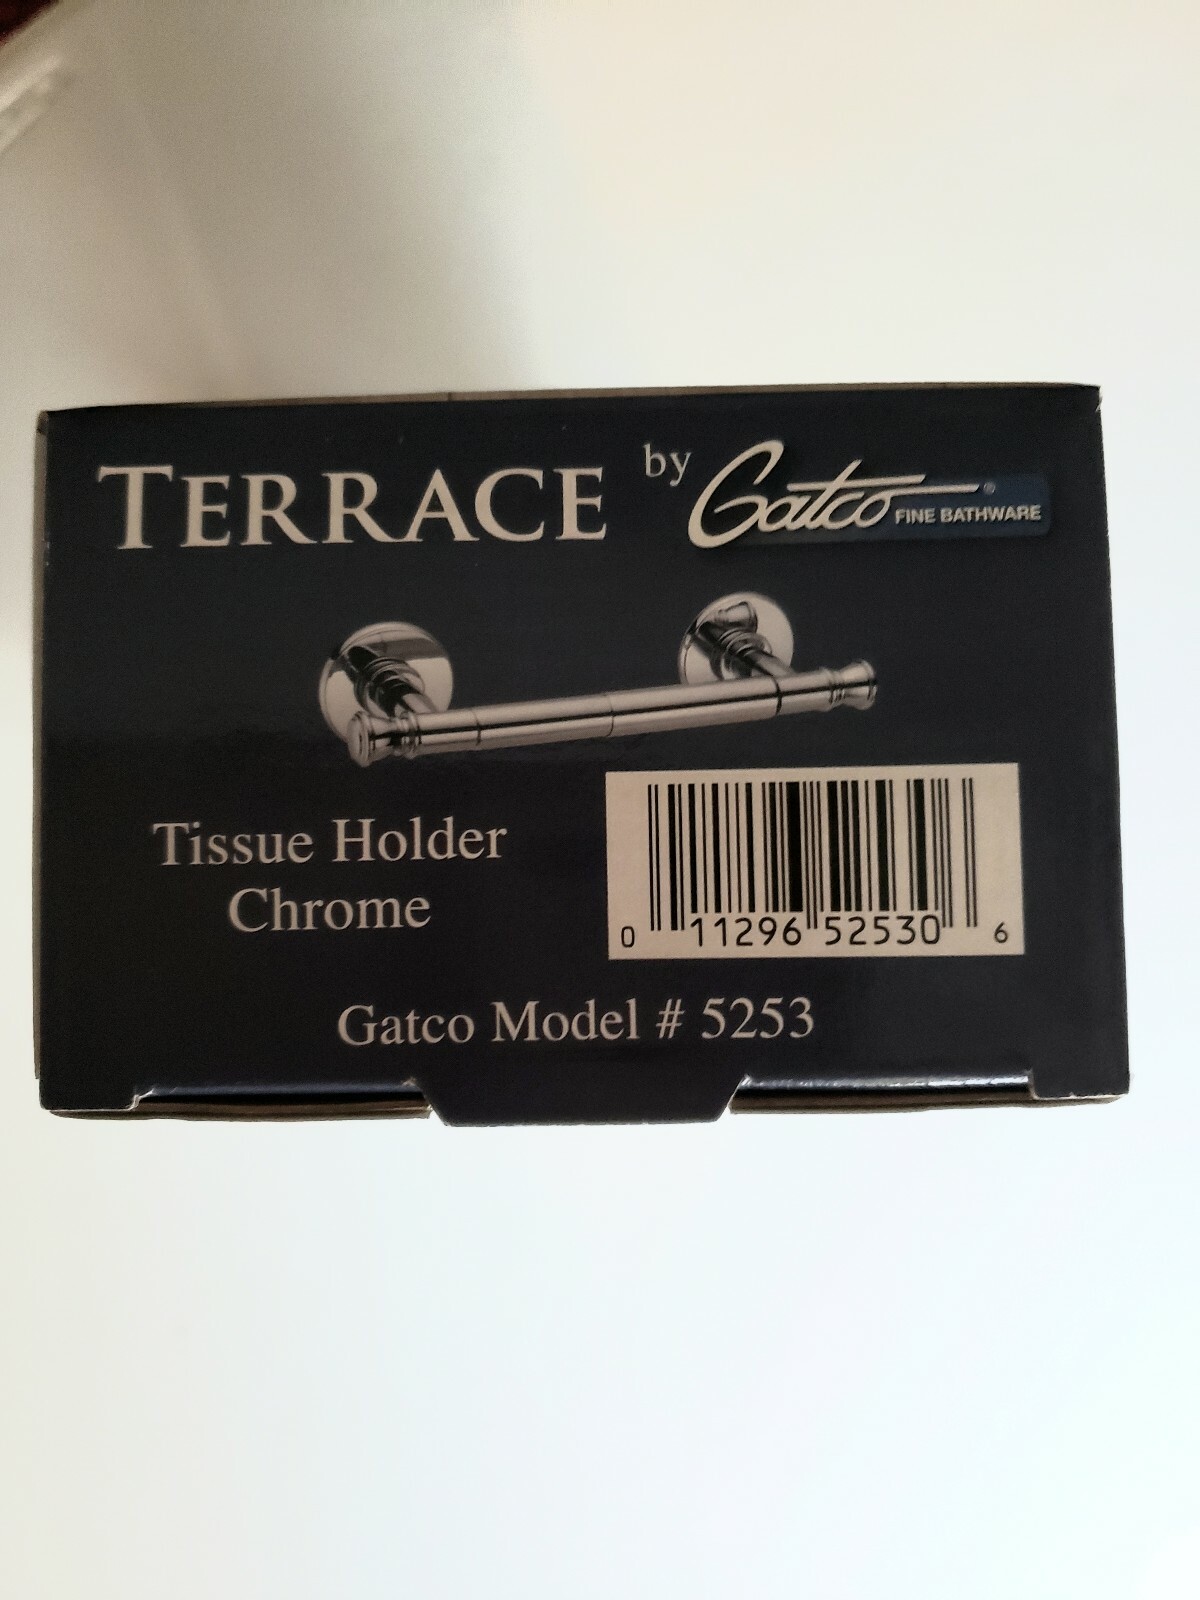 TERRACE by Gatco® FINE BATHWARE
Tissue Holder
Chrome
0 11296 52530 6
Gatco Model # 5253